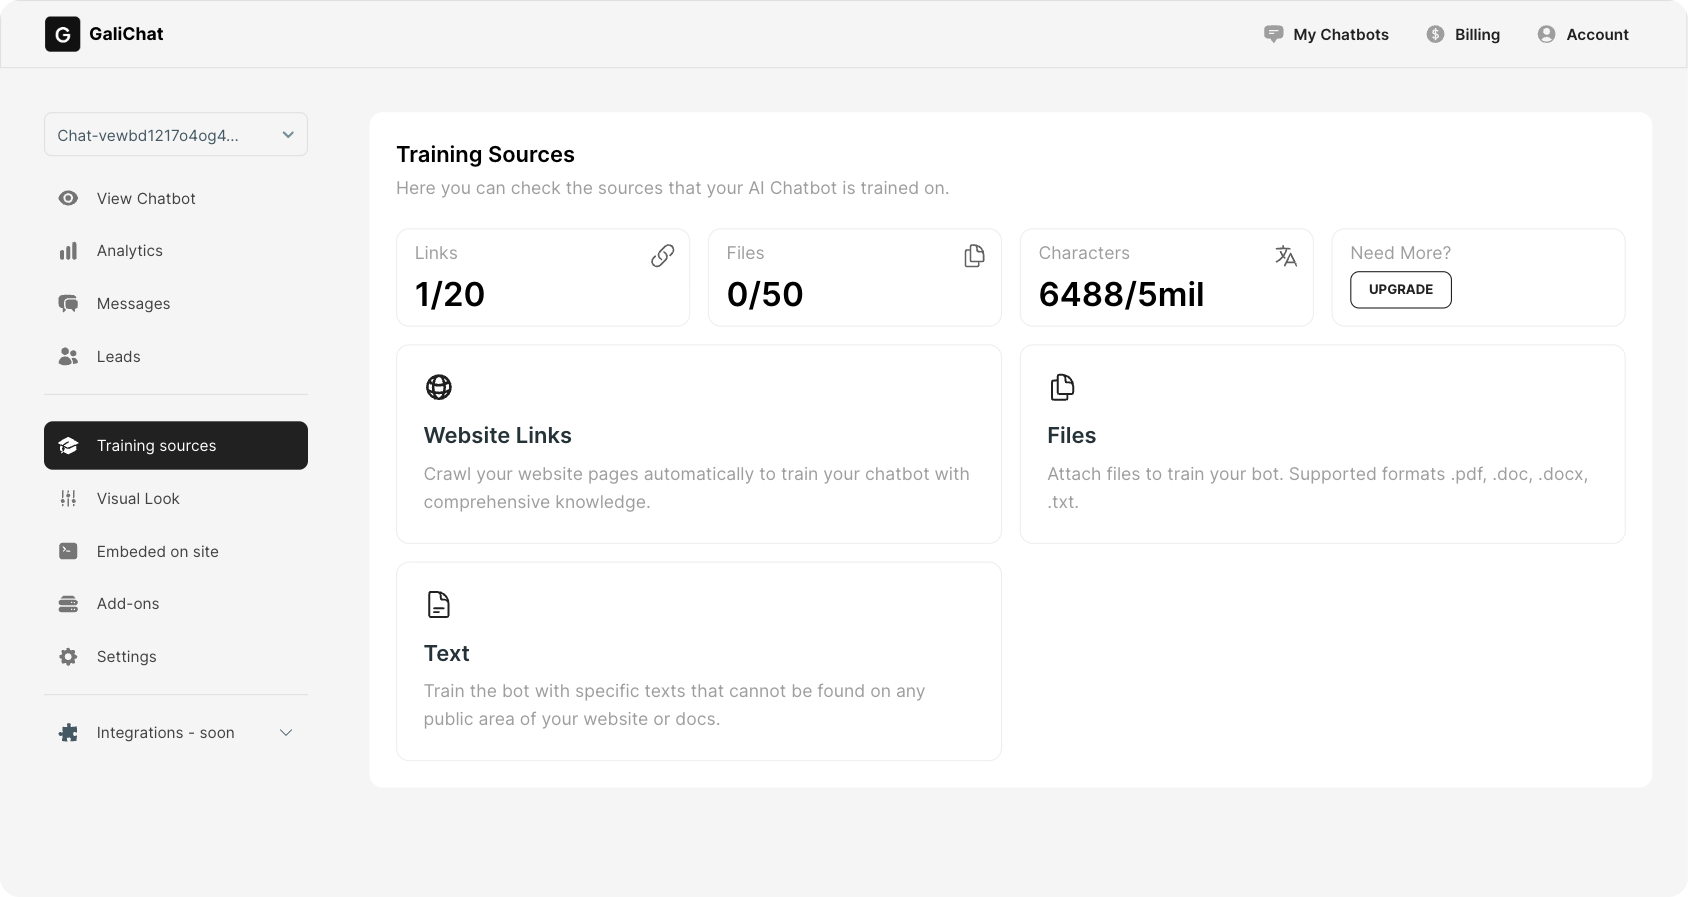 G GaliChat
My Chatbots
$ Billing
Account
Chat-vewbd1217o4og4...
View Chatbot
Analytics
Messages
Leads
Training sources
Visual Look
Embeded on site
Add-ons
Settings
Integrations - soon
Training Sources
Here you can check the sources that your AI Chatbot is trained on.
Links
1/20
Files
0/50
Characters
6488/5mil
Need More?
UPGRADE
Website Links
Crawl your website pages automatically to train your chatbot with
comprehensive knowledge.
Files
Attach files to train your bot. Supported formats .pdf, .doc, .docx,
.txt.
Text
Train the bot with specific texts that cannot be found on any
public area of your website or docs.